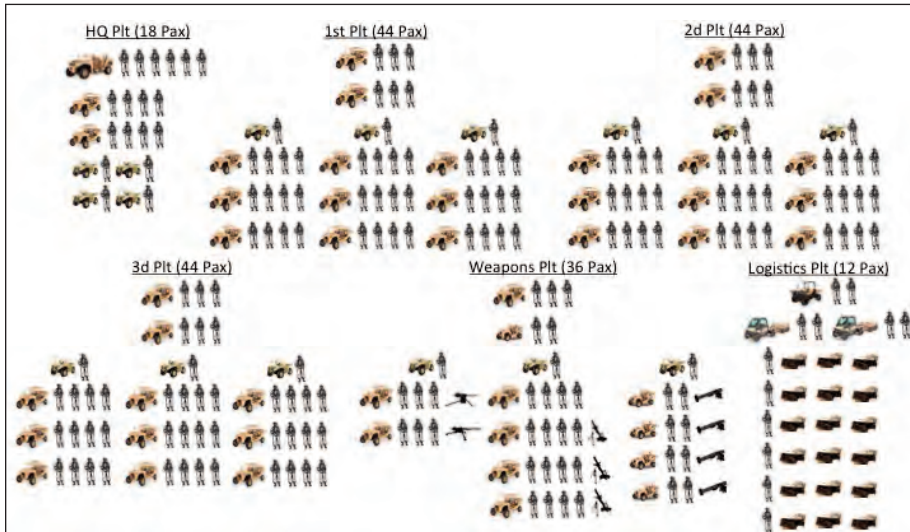 HQ Plt (18 Pax)
1st Plt (44 Pax)
2d Plt (44 Pax)
3d Plt (44 Pax)
Weapons Plt (36 Pax)
Logistics Plt (12 Pax)